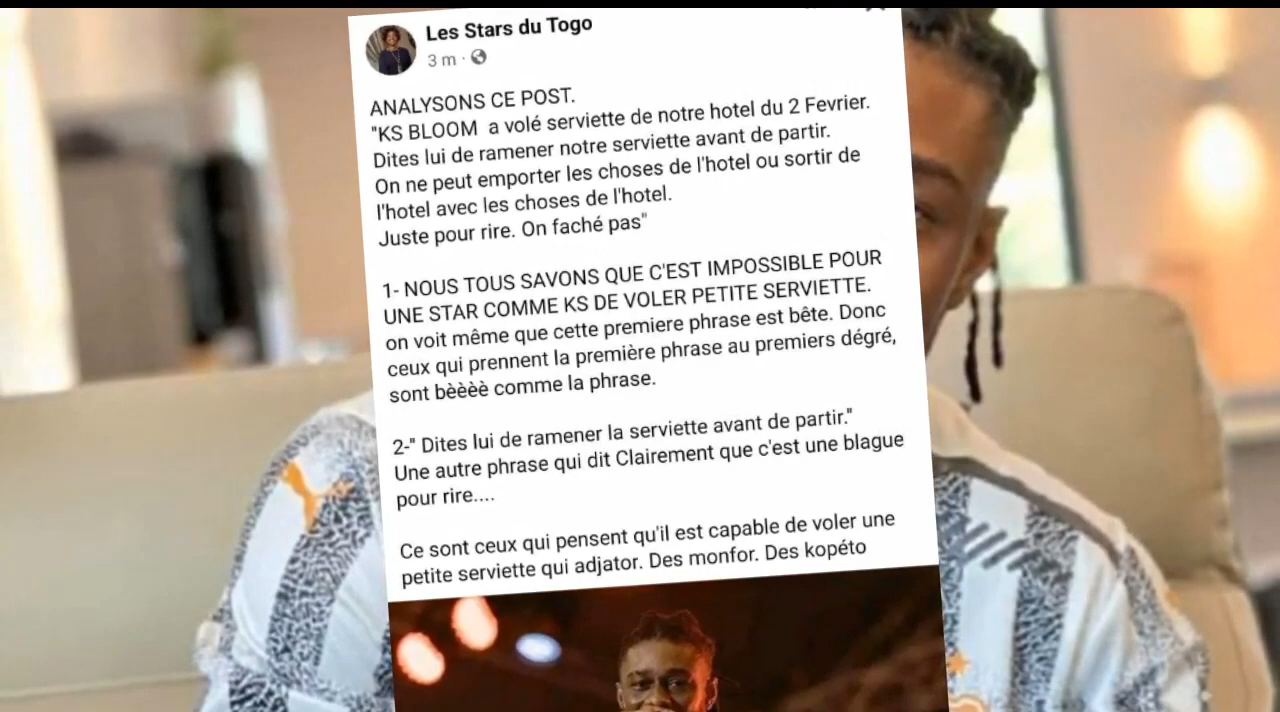 Les Stars du Togo
3 m ·
ANALYSONS CE POST.
"KS BLOOM a volé serviette de notre hotel du 2 Fevrier.
Dites lui de ramener notre serviette avant de partir.
On ne peut emporter les choses de l'hotel ou sortir de
l'hotel avec les choses de l'hotel.
Juste pour rire. On faché pas"
1- NOUS TOUS SAVONS QUE C'EST IMPOSSIBLE POUR
UNE STAR COMME KS DE VOLER PETITE SERVIETTE.
on voit même que cette premiere phrase est bête. Donc
ceux qui prennent la première phrase au premiers dégré,
sont bèèèè comme la phrase.
2-" Dites lui de ramener la serviette avant de partir."
Une autre phrase qui dit Clairement que c'est une blague
pour rire....
Ce sont ceux qui pensent qu'il est capable de voler une
petite serviette qui adjator. Des monfor. Des kopéto